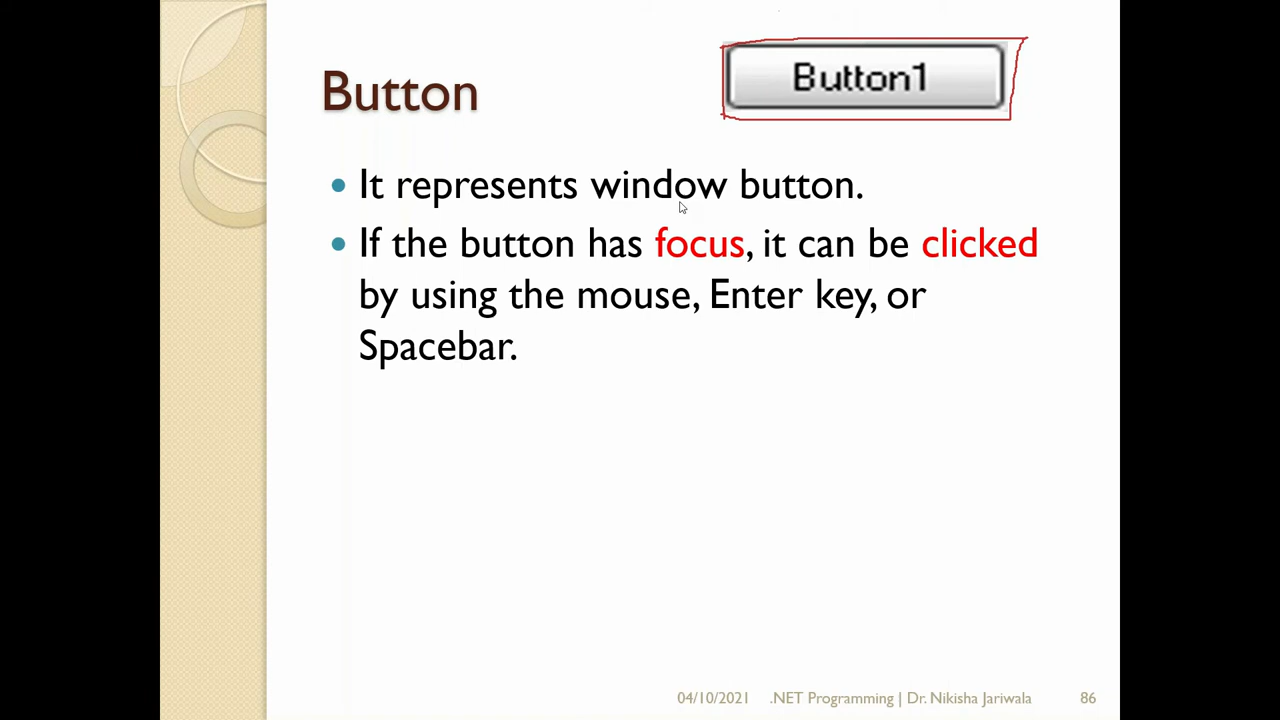 Button
Button1
• It represents window button.
• If the button has focus, it can be clicked
by using the mouse, Enter key, or
Spacebar.
04/10/2021 .NET Programming | Dr. Nikisha Jariwala 86